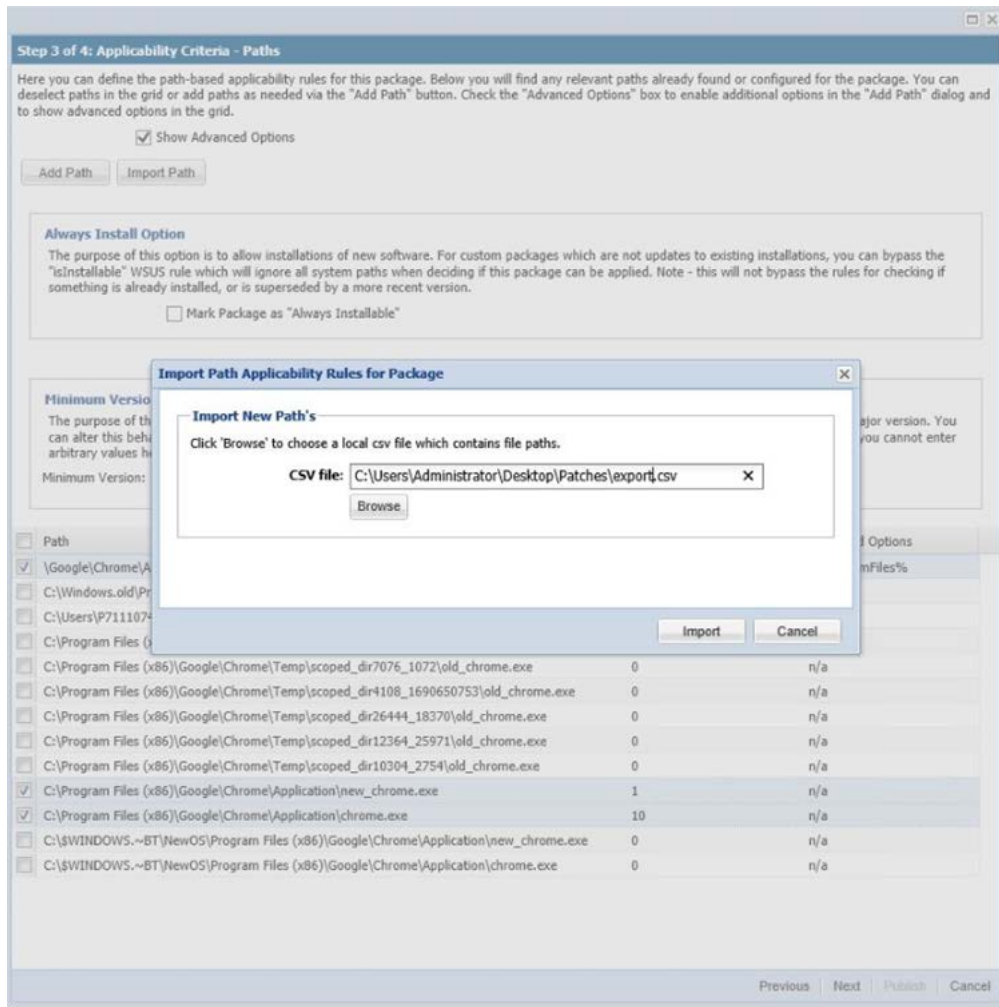 Step 3 of 4: Applicability Criteria - Paths
Here you can define the path-based applicability rules for this package. Below you will find any relevant paths already found or configured for the package. You can
deselect paths in the grid or add paths as needed via the "Add Path" button. Check the "Advanced Options" box to enable additional options in the "Add Path" dialog and
to show advanced options in the grid.
Show Advanced Options
Add Path Import Path
Always Install Option
The purpose of this option is to allow installations of new software. For custom packages which are not updates to existing installations, you can bypass the
"isInstallable" WSUS rule which will ignore all system paths when deciding if this package can be applied. Note - this will not bypass the rules for checking if
something is already installed, or is superseded by a more recent version.
Mark Package as "Always Installable"
Import Path Applicability Rules for Package
Minimum Versio
Import New Path's
The purpose of th ajor version. You
Click 'Browse' to choose a local csv file which contains file paths.
can alter this beha you cannot enter
arbitrary values he
CSV file: C:\Users\Administrator\Desktop\Patches\export.csv
Minimum Version:
Browse
Path d Options
\Google\Chrome\A mFiles%
C:\Windows.old\Pr
C:\Users\P7111074
C:\Program Files (x
Import Cancel
C:\Program Files (x86)\Google\Chrome\Temp\scoped_dir7076_1072\old_chrome.exe 0 n/a
C:\Program Files (x86)\Google\Chrome\Temp\scoped_dir4108_1690650753\old_chrome.exe 0 n/a
C:\Program Files (x86)\Google\Chrome\Temp\scoped_dir26444_18370\old_chrome.exe 0 n/a
C:\Program Files (x86)\Google\Chrome\Temp\scoped_dir12364_25971\old_chrome.exe 0 n/a
C:\Program Files (x86)\Google\Chrome\Temp\scoped_dir10304_2754\old_chrome.exe 0 n/a
C:\Program Files (x86)\Google\Chrome\Application\new_chrome.exe 1 n/a
C:\Program Files (x86)\Google\Chrome\Application\chrome.exe 10 n/a
C:\$WINDOWS.~BT\NewOS\Program Files (x86)\Google\Chrome\Application\new_chrome.exe 0 n/a
C:\$WINDOWS.~BT\NewOS\Program Files (x86)\Google\Chrome\Application\chrome.exe 0 n/a
Previous Next Publish Cancel